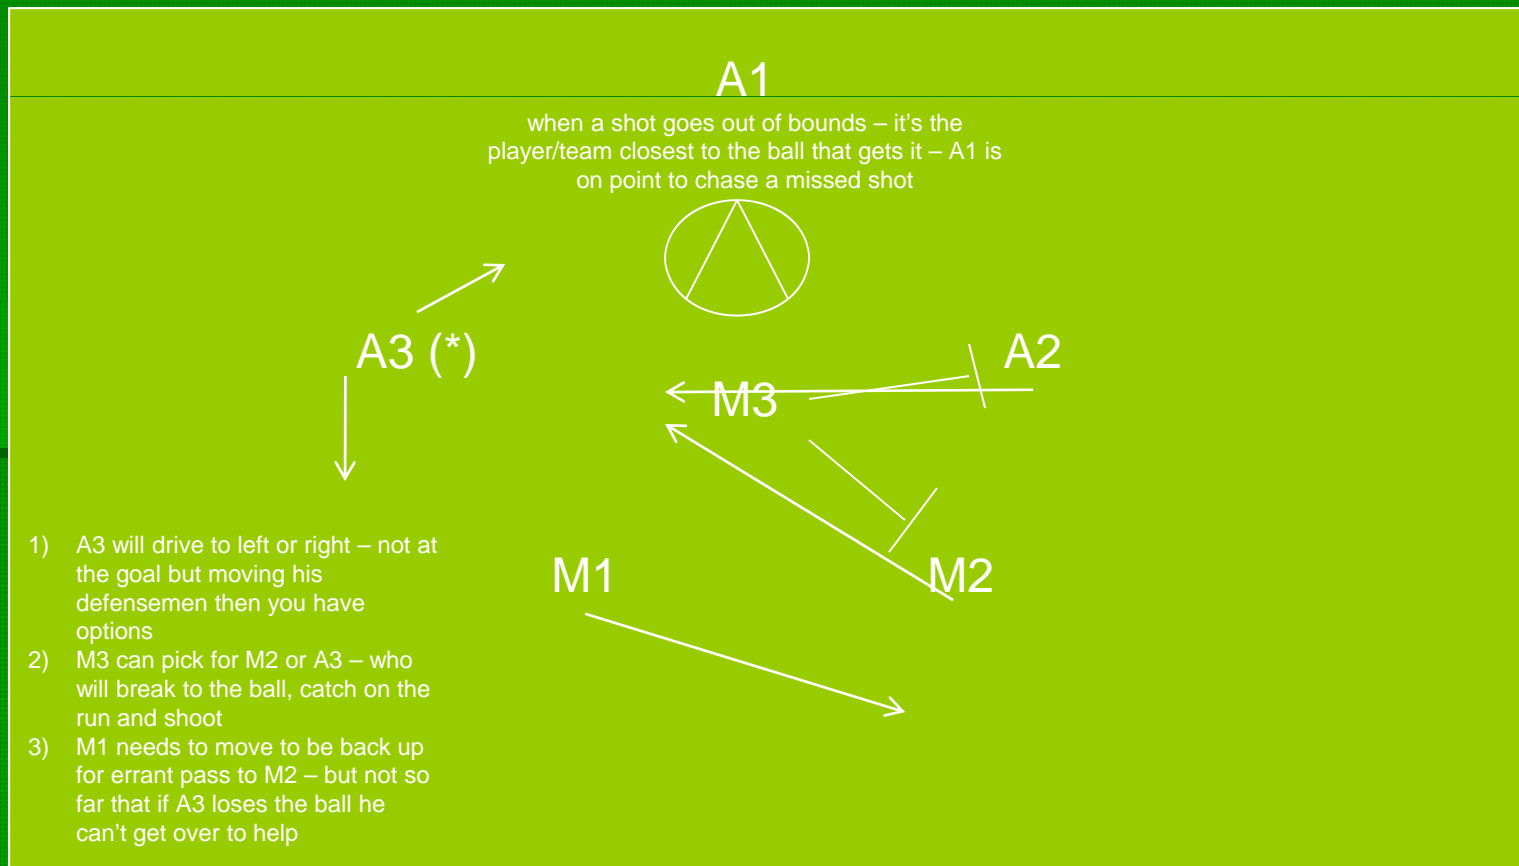 A1
when a shot goes out of bounds – it’s the
player/team closest to the ball that gets it – A1 is
on point to chase a missed shot
A3 (*)
A2
M3
M1
M2
1) A3 will drive to left or right – not at
the goal but moving his
defensemen then you have
options
2) M3 can pick for M2 or A3 – who
will break to the ball, catch on the
run and shoot
3) M1 needs to move to be back up
for errant pass to M2 – but not so
far that if A3 loses the ball he
can’t get over to help